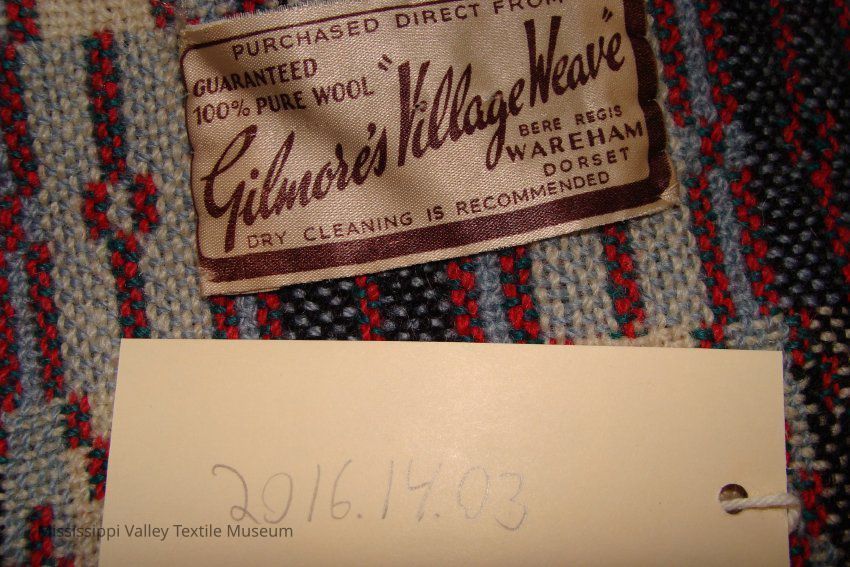 PURCHASED DIRECT FROM
GUARANTEED
100% PURE WOOL
Gilmore's "Village Weave"
BERE REGIS
WAREHAM
DORSET
DRY CLEANING IS RECOMMENDED
2016.14.03
Mississippi Valley Textile Museum